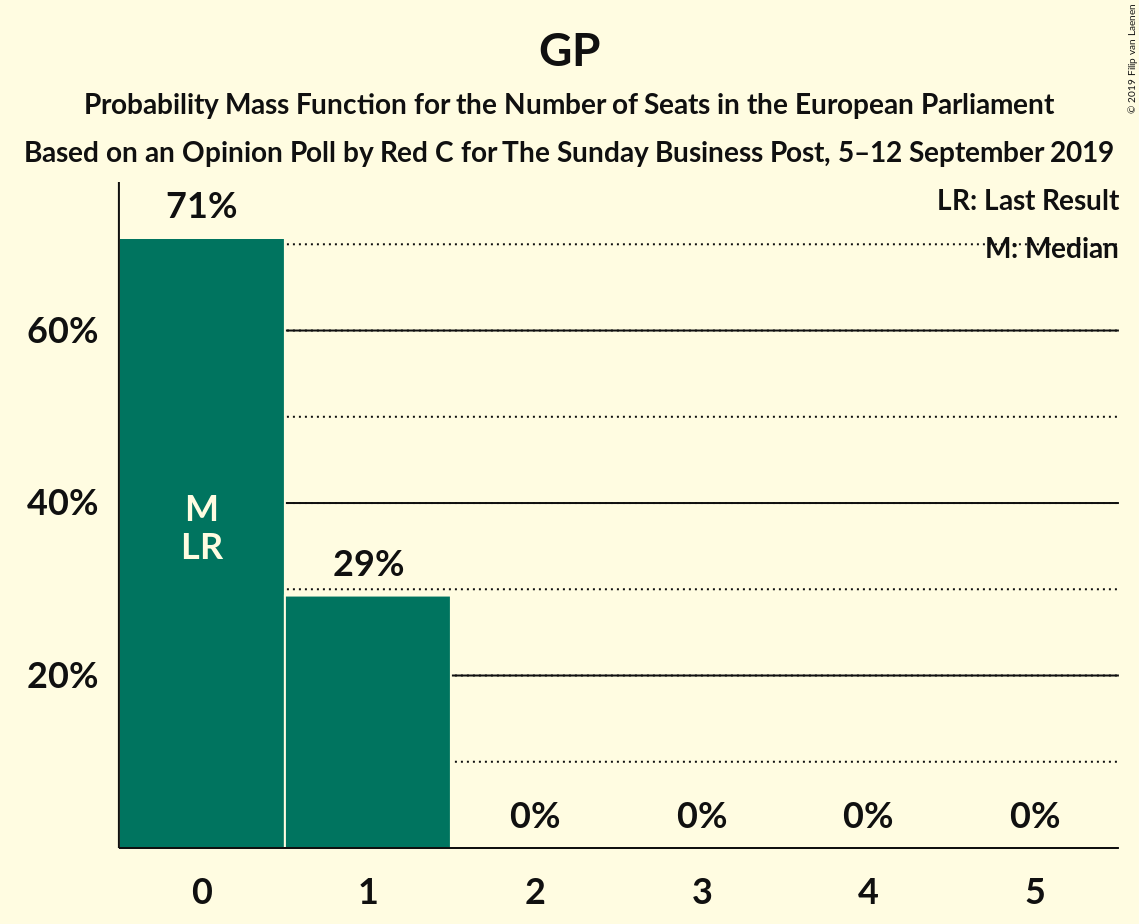 GP
Probability Mass Function for the Number of Seats in the European Parliament
Based on an Opinion Poll by Red C for The Sunday Business Post, 5–12 September 2019
© 2019 Filip van Laenen
LR: Last Result
M: Median
71%
60%
40%
20%
M
LR
29%
0% 0% 0% 0%
0 1 2 3 4 5